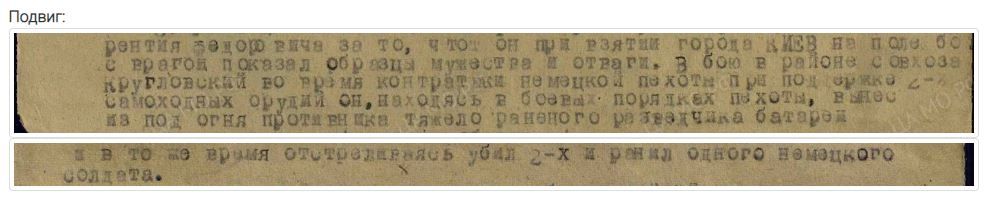 Подвиг:
рентия Федоровича за то, чтот он при взятии города КИЕВ на поле бо
с врагом показал образцы мужества и отваги. В бою в районе совхоза
Кругловский во время контратаки немецкой пехоты при поддержке 2-х
самоходных орудий он, находясь в боевых порядках пехоты, вынес
из под огня противника тяжело раненого разведчика батареи
и в то же время отстреливаясь убил 2-х и ранил одного немецкого
солдата.